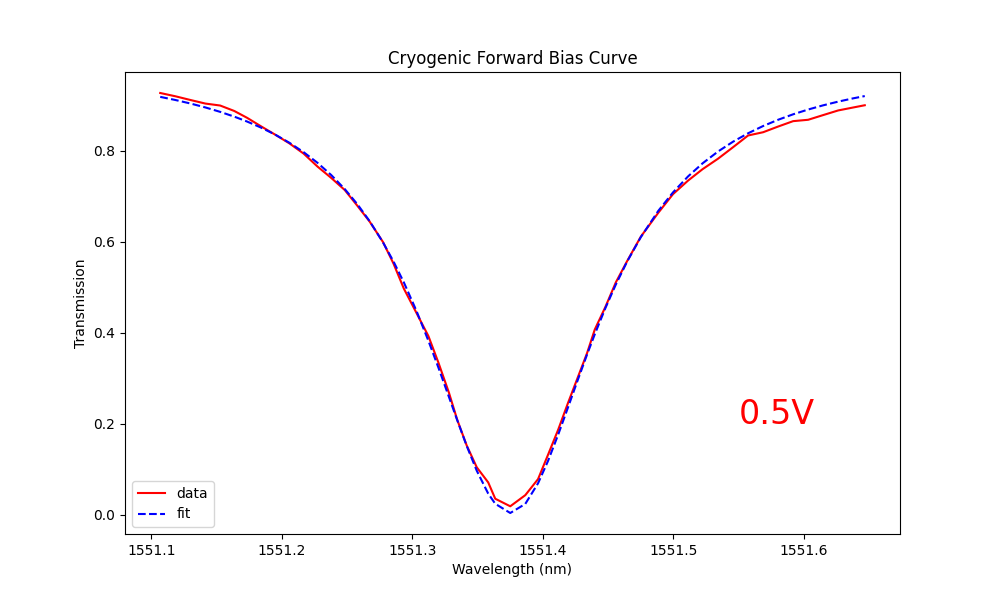 Cryogenic Forward Bias Curve
Transmission
0.8
0.6
0.4
0.2
0.0
0.5V
data
fit
1551.1 1551.2 1551.3 1551.4 1551.5 1551.6
Wavelength (nm)